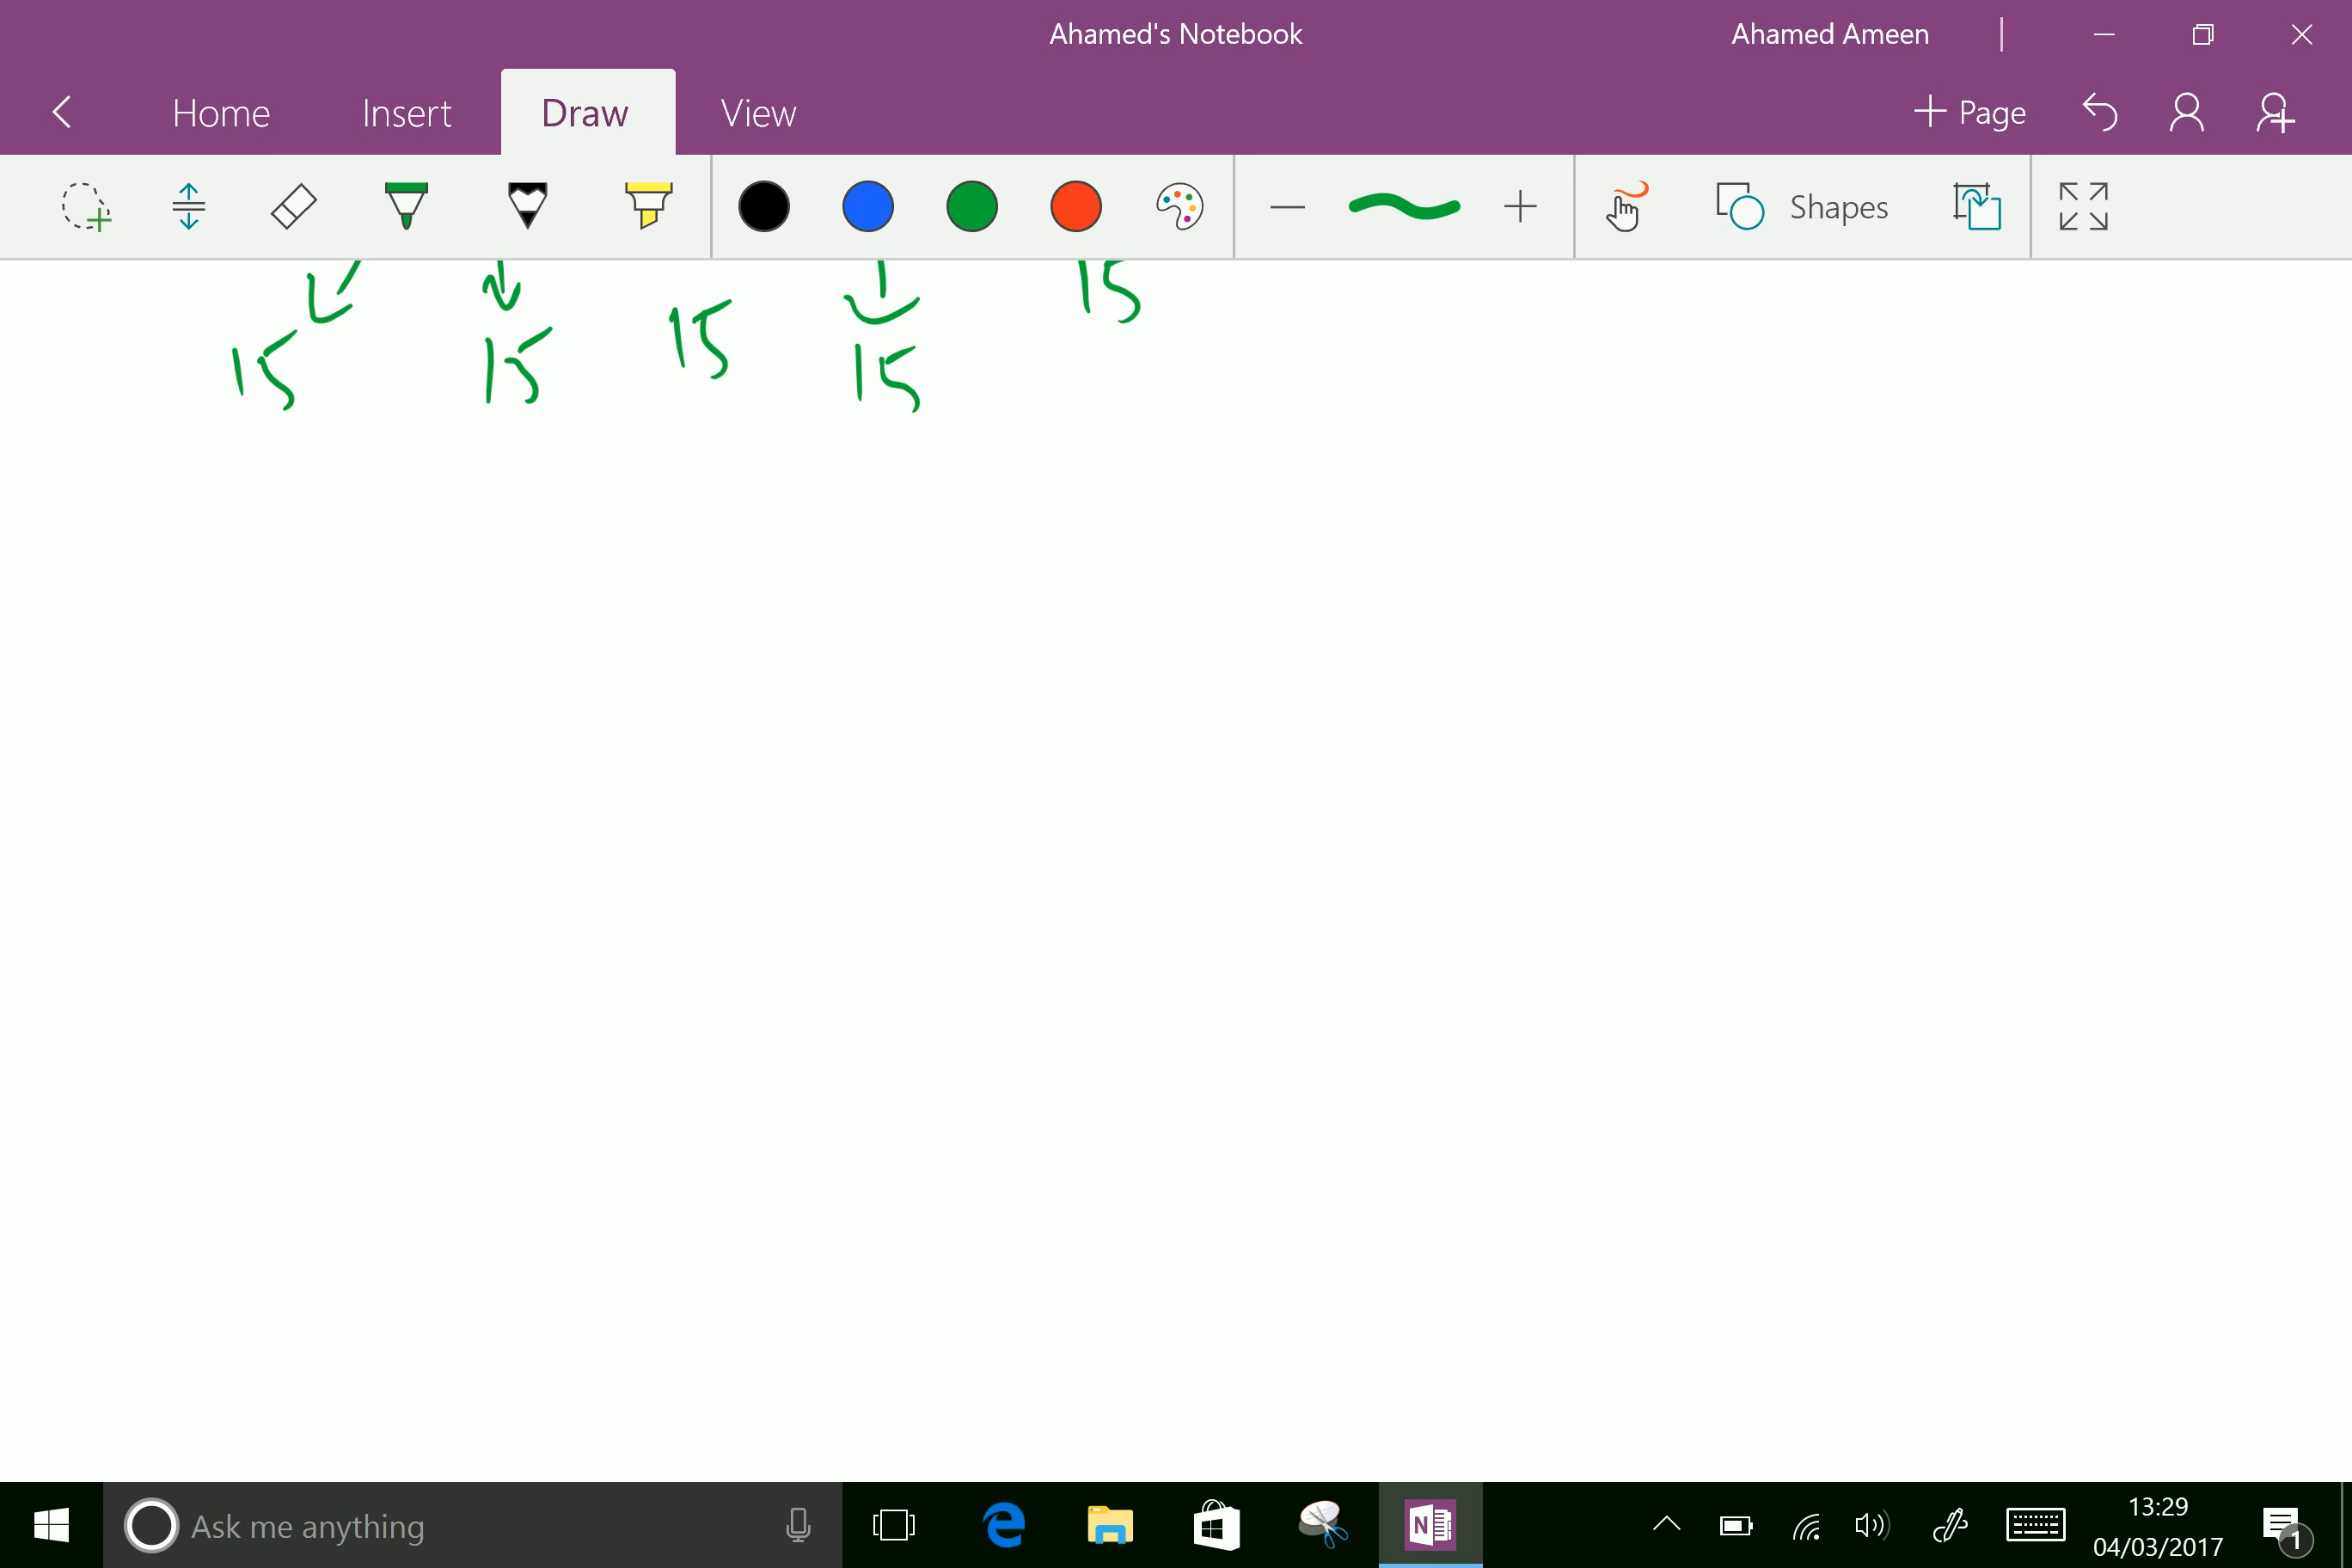 Ahamed's Notebook Ahamed Ameen
Home Insert Draw View + Page
Shapes
15 15 15 15 15
Ask me anything
13:29
04/03/2017
1